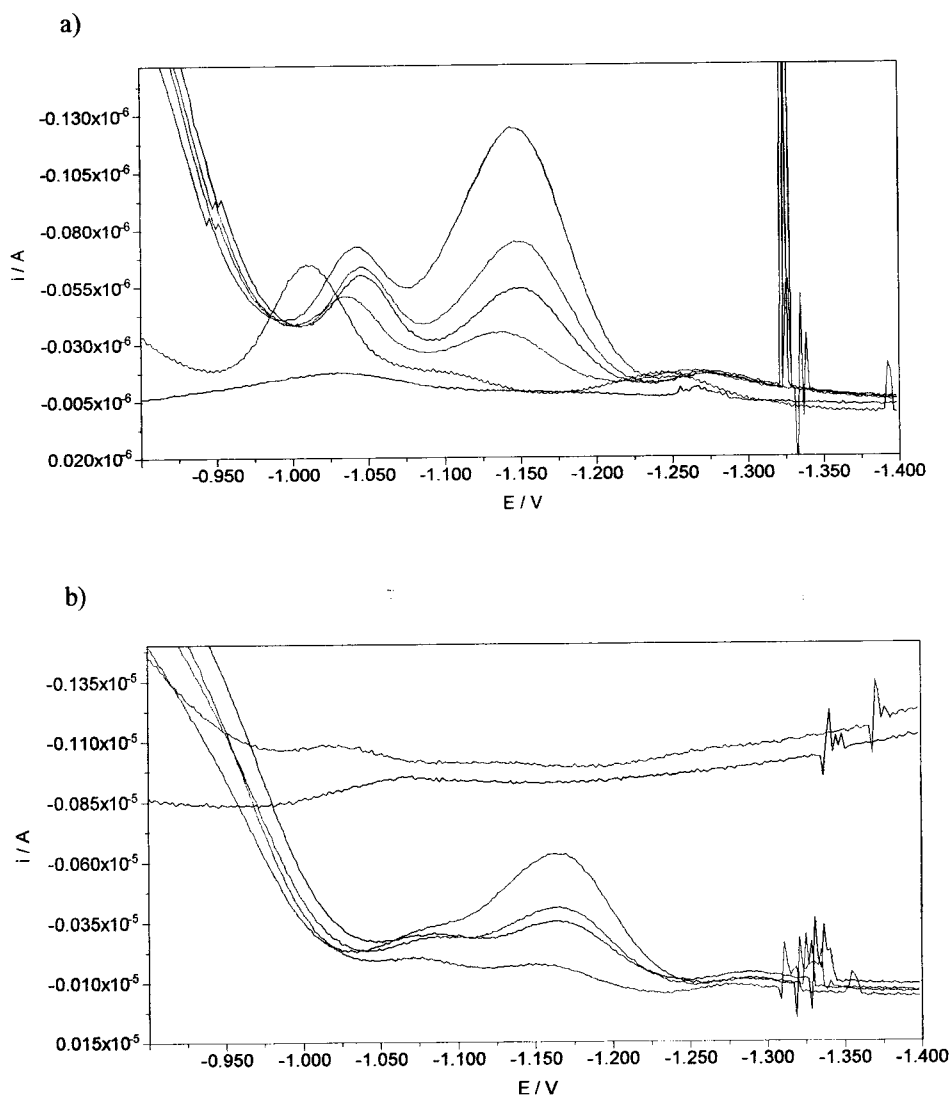 a)
-0.130x10⁻⁶
-0.105x10⁻⁶
-0.080x10⁻⁶
-0.055x10⁻⁶
-0.030x10⁻⁶
-0.005x10⁻⁶
0.020x10⁻⁶
i / A
-0.950 -1.000 -1.050 -1.100 -1.150 -1.200 -1.250 -1.300 -1.350 -1.400
E / V
b)
-0.135x10⁻⁵
-0.110x10⁻⁵
-0.085x10⁻⁵
-0.060x10⁻⁵
-0.035x10⁻⁵
-0.010x10⁻⁵
0.015x10⁻⁵
i / A
-0.950 -1.000 -1.050 -1.100 -1.150 -1.200 -1.250 -1.300 -1.350 -1.400
E / V